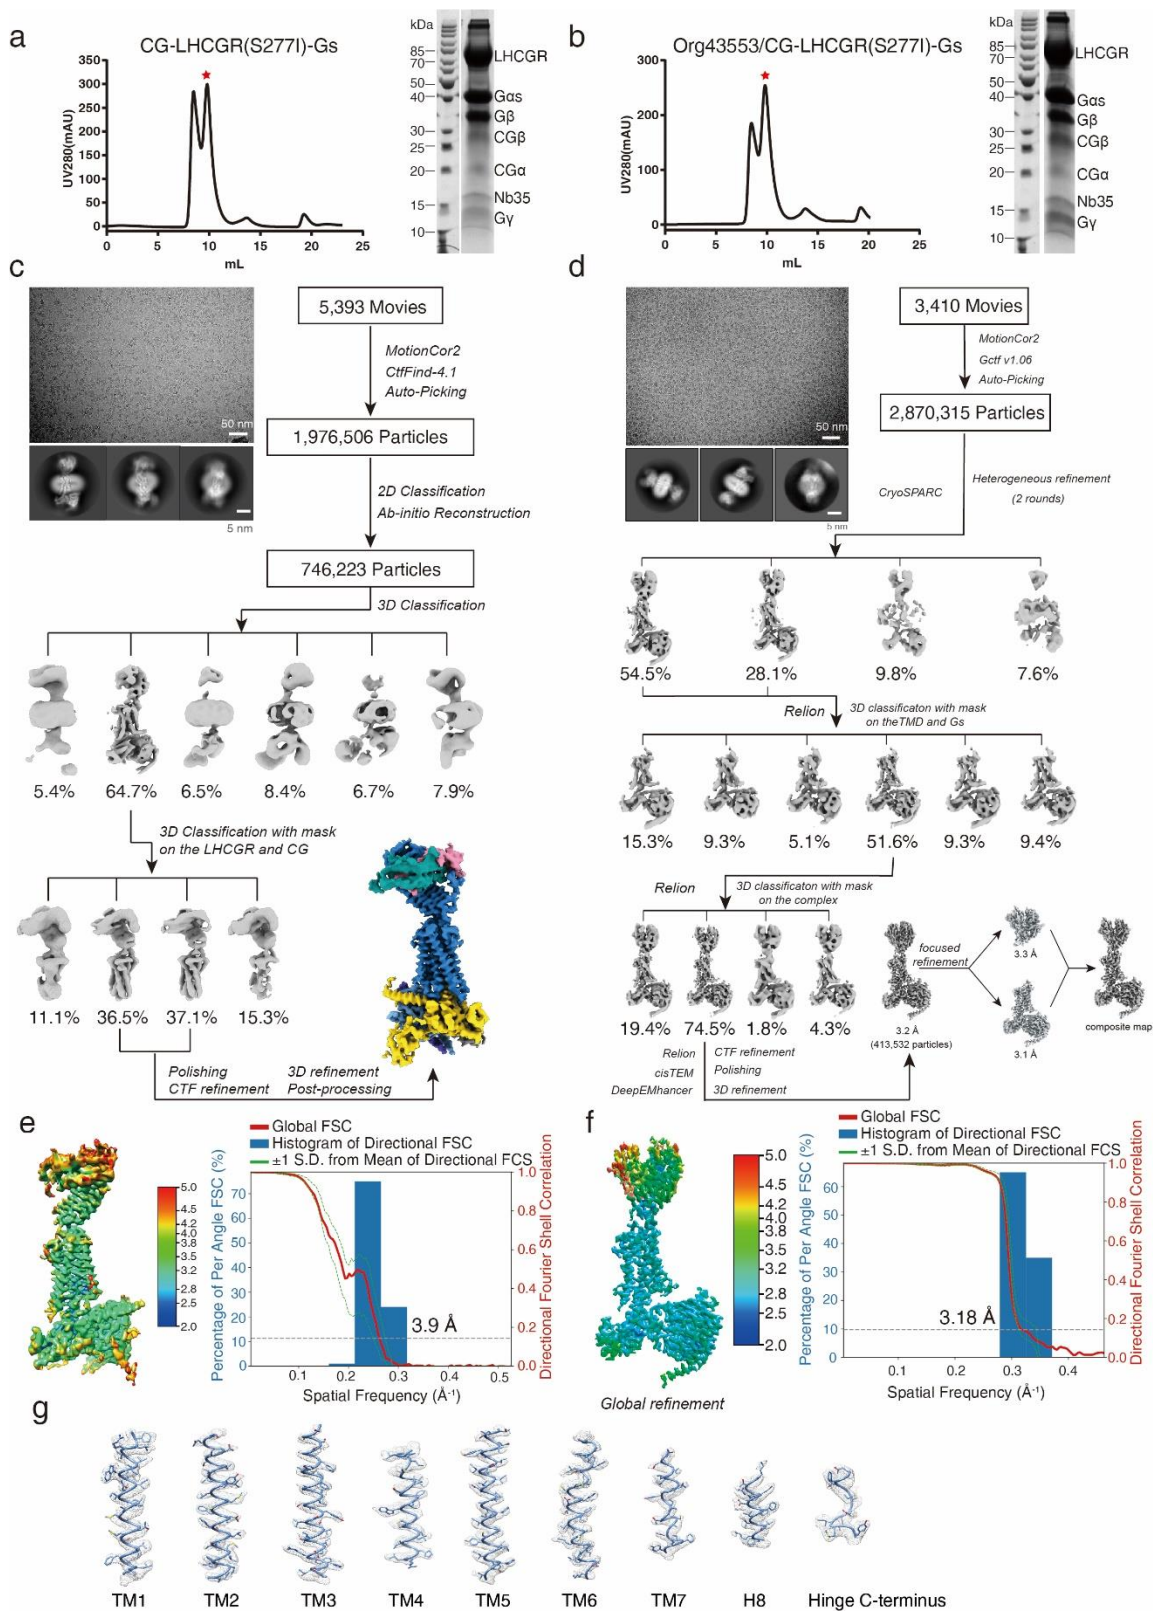 a
CG-LHCGR(S277I)-Gs
350
300
250
200
150
100
50
0
UV280(mAU)
0 5 10 15 20 25
mL
kDa
85
70
50
40
30
25
20
15
10
LHCGR
Gαs
Gβ
CGβ
CGα
Nb35
Gγ
b
Org43553/CG-LHCGR(S277I)-Gs
300
200
100
0
UV280(mAU)
0 5 10 15 20 25
mL
kDa
85
70
50
40
30
25
20
15
10
LHCGR
Gαs
Gβ
CGβ
CGα
Nb35
Gγ
c
50 nm
5 nm
5,393 Movies
MotionCor2
CtfFind-4.1
Auto-Picking
1,976,506 Particles
2D Classification
Ab-initio Reconstruction
746,223 Particles
3D Classification
5.4% 64.7% 6.5% 8.4% 6.7% 7.9%
3D Classification with mask
on the LHCGR and CG
11.1% 36.5% 37.1% 15.3%
Polishing
CTF refinement
3D refinement
Post-processing
d
50 nm
5 nm
3,410 Movies
MotionCor2
Gctf v1.06
Auto-Picking
2,870,315 Particles
CryoSPARC
Heterogeneous refinement
(2 rounds)
54.5% 28.1% 9.8% 7.6%
Relion
3D classificaton with mask
on theTMD and Gs
15.3% 9.3% 5.1% 51.6% 9.3% 9.4%
Relion
3D classificaton with mask
on the complex
19.4% 74.5% 1.8% 4.3%
Relion
cisTEM
DeepEMhancer
CTF refinement
Polishing
3D refinement
3.2 Å
(413,532 particles)
focused
refinement
3.3 Å
3.1 Å
composite map
e
5.0
4.5
4.2
4.0
3.8
3.5
3.2
3.0
2.8
2.5
2.0
Global FSC
Histogram of Directional FSC
±1 S.D. from Mean of Directional FCS
Percentage of Per Angle FSC (%)
70
60
50
40
30
20
10
0
3.9 Å
1.0
0.8
0.6
0.4
0.2
0.0
Directional Fourier Shell Correlation
0.1 0.2 0.3 0.4 0.5
Spatial Frequency (Å-1)
f
5.0
4.5
4.0
3.8
3.5
3.0
2.5
2.0
Global refinement
Global FSC
Histogram of Directional FSC
±1 S.D. from Mean of Directional FCS
Percentage of Per Angle FSC (%)
60
50
40
30
20
10
0
3.18 Å
1.0
0.8
0.6
0.4
0.2
0.0
Directional Fourier Shell Correlation
0.1 0.2 0.3 0.4
Spatial Frequency (Å-1)
g
TM1 TM2 TM3 TM4 TM5 TM6 TM7 H8 Hinge C-terminus